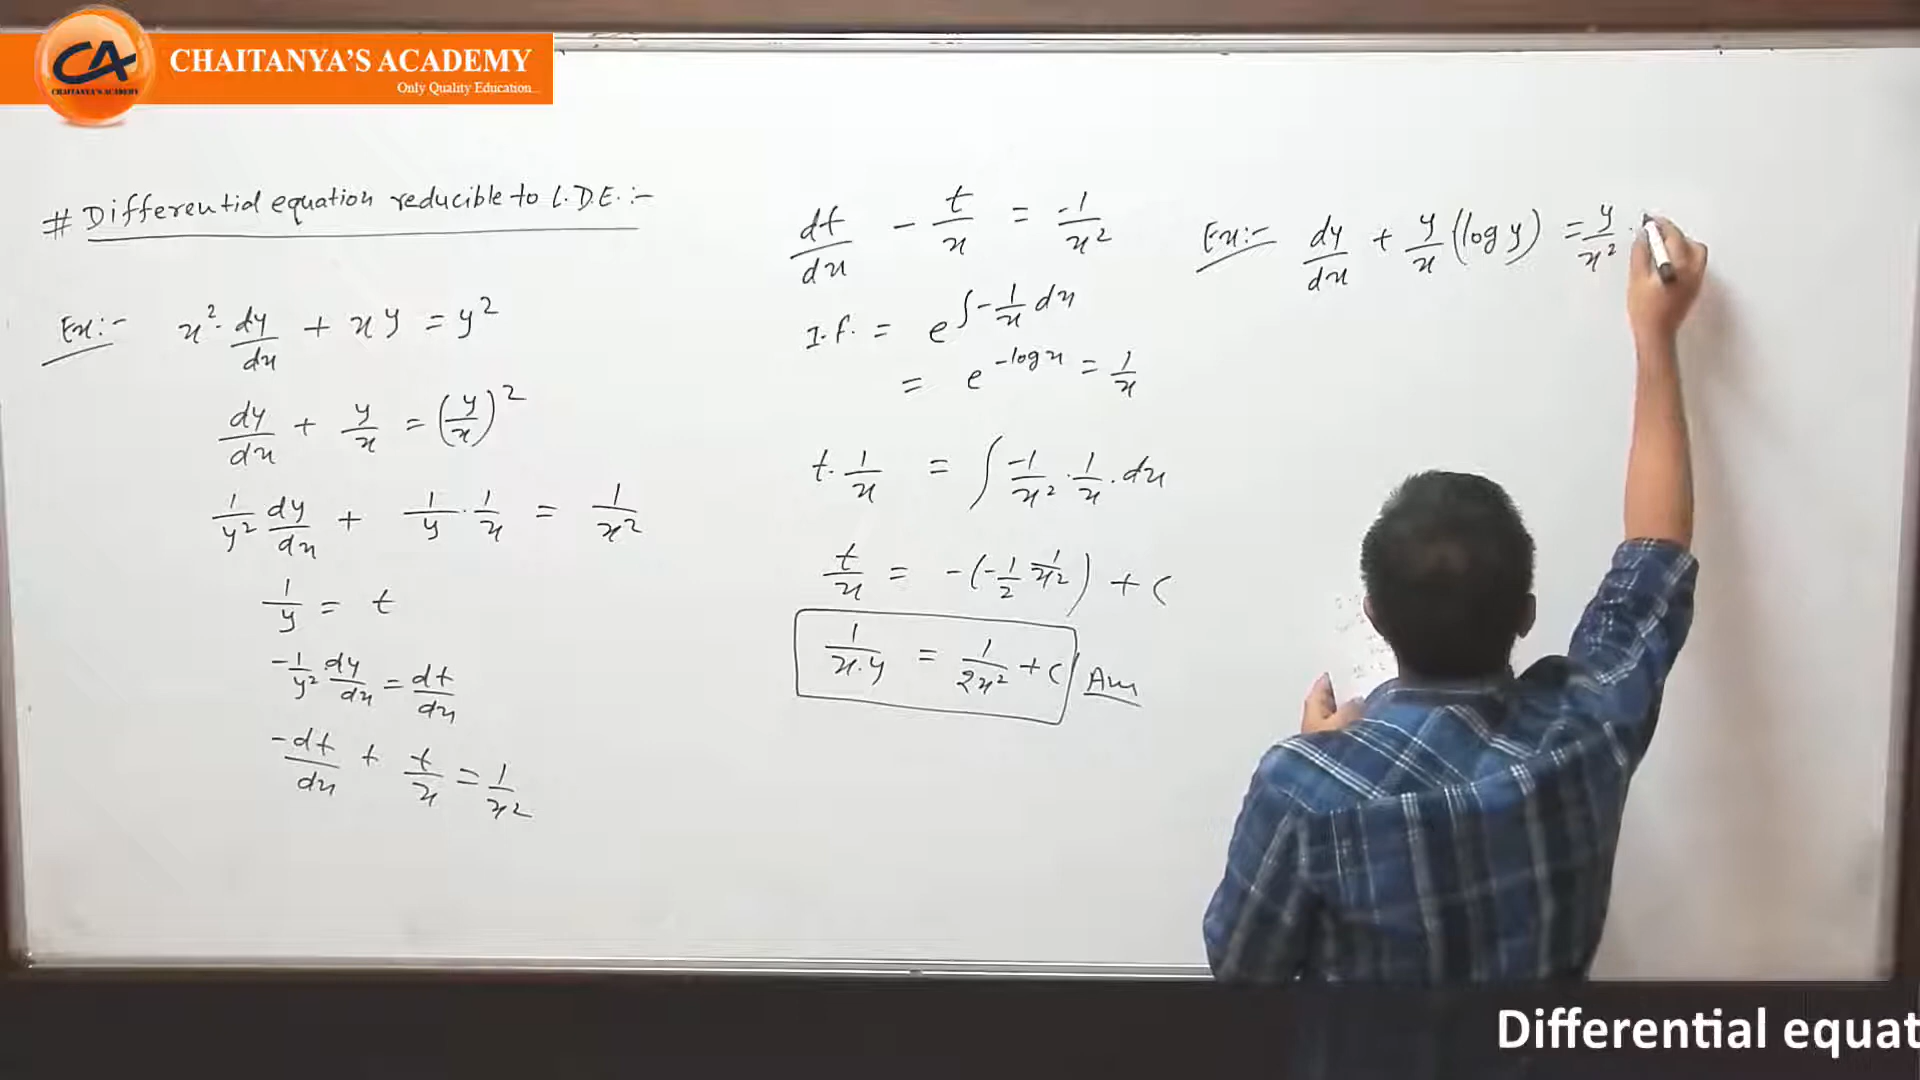 CA
CHAITANYA'S ACADEMY
CHAITANYA'S ACADEMY
Only Quality Education...
# Differential equation reducible to L.D.E. :-
Ex:- x². dy/dx + xy = y²
dy/dx + y/x = (y/x)²
1/y² dy/dx + 1/y . 1/x = 1/x²
1/y = t
-1/y² dy/dx = dt/dx
-dt/dx + t/x = 1/x²
dt/dx - t/x = -1/x²
I.f. = e^∫-1/x dx
= e^-log x = 1/x
t. 1/x = ∫ -1/x² . 1/x . dx
t/x = -(-1/2 1/x²) + c
1/x.y = 1/2x² + c Ans
Ex:- dy/dx + y/x (log y) = y/x² .
Differential equat